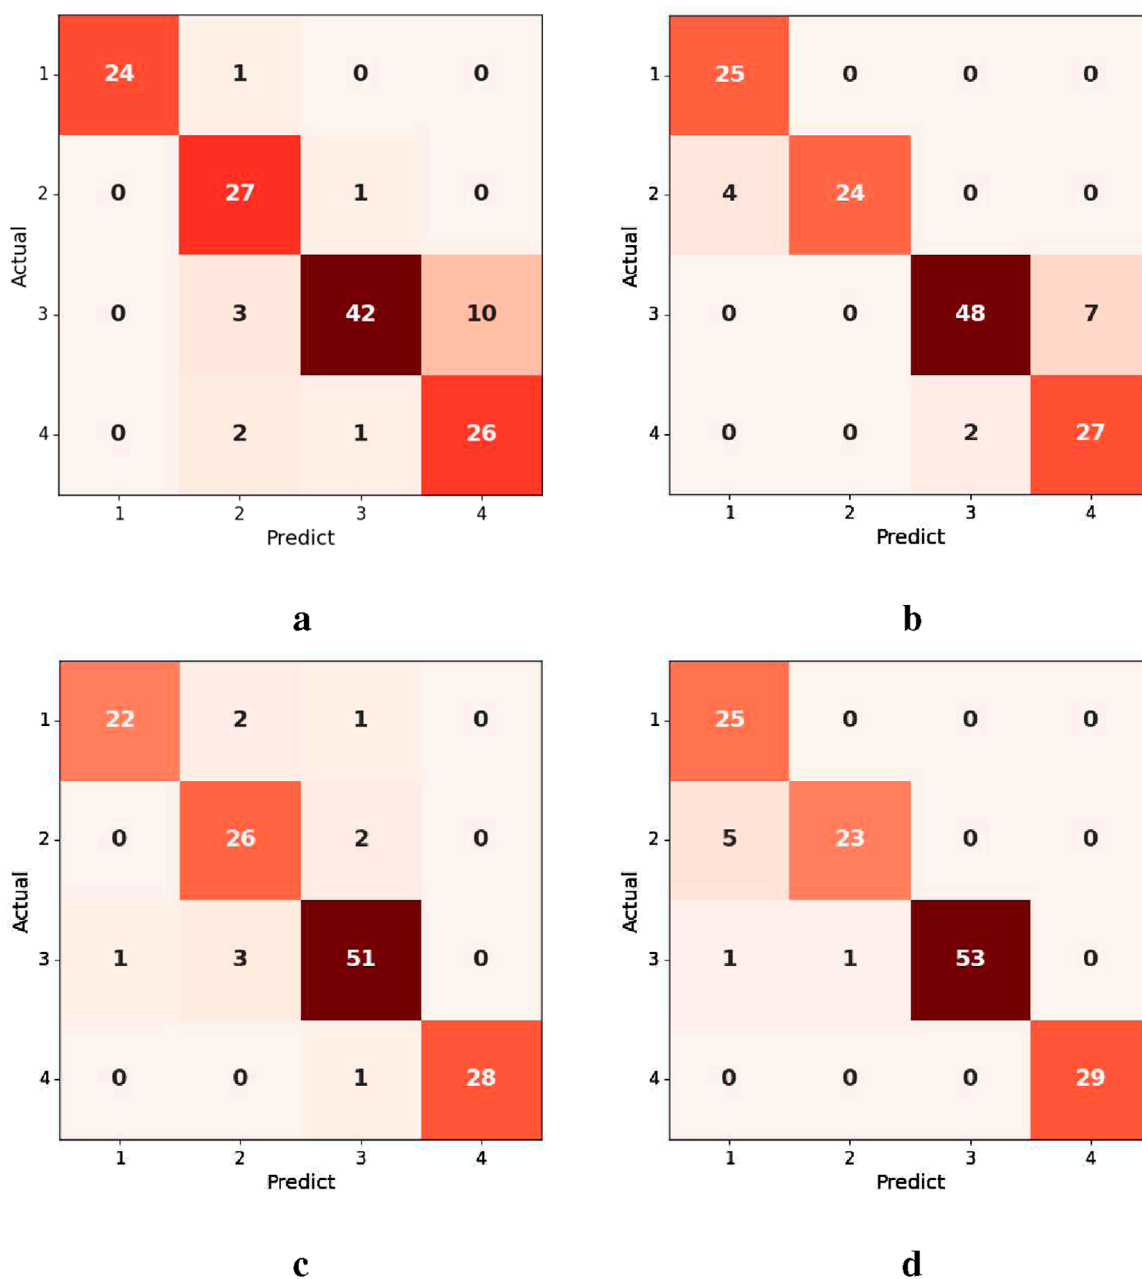 1 24 1 0 0
2 0 27 1 0
Actual
3 0 3 42 10
4 0 2 1 26
1 2 3 4
Predict
a
1 25 0 0 0
2 4 24 0 0
Actual
3 0 0 48 7
4 0 0 2 27
1 2 3 4
Predict
b
1 22 2 1 0
2 0 26 2 0
Actual
3 1 3 51 0
4 0 0 1 28
1 2 3 4
Predict
c
1 25 0 0 0
2 5 23 0 0
Actual
3 1 1 53 0
4 0 0 0 29
1 2 3 4
Predict
d